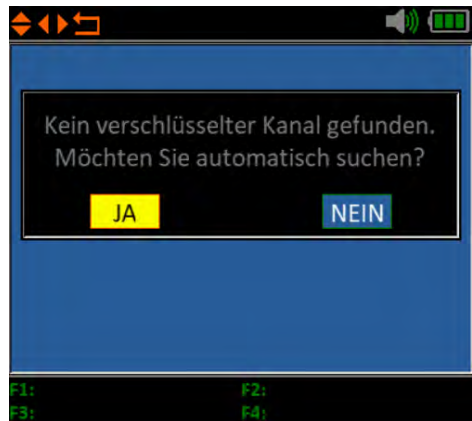 Kein verschlüsselter Kanal gefunden.
Möchten Sie automatisch suchen?
JA NEIN
F1: F2:
F3: F4: